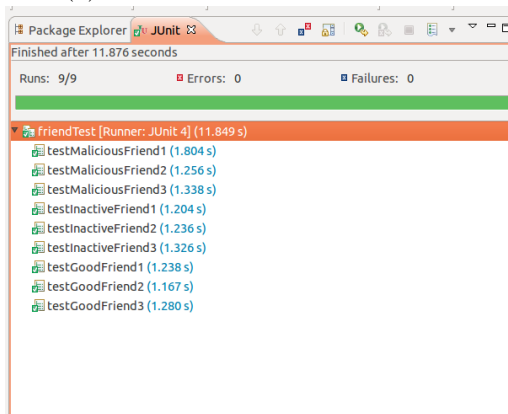 Package Explorer JUnit
Finished after 11.876 seconds
Runs: 9/9 Errors: 0 Failures: 0
friendTest [Runner: JUnit 4] (11.849 s)
testMaliciousFriend1 (1.804 s)
testMaliciousFriend2 (1.256 s)
testMaliciousFriend3 (1.338 s)
testInactiveFriend1 (1.204 s)
testInactiveFriend2 (1.236 s)
testInactiveFriend3 (1.326 s)
testGoodFriend1 (1.238 s)
testGoodFriend2 (1.167 s)
testGoodFriend3 (1.280 s)